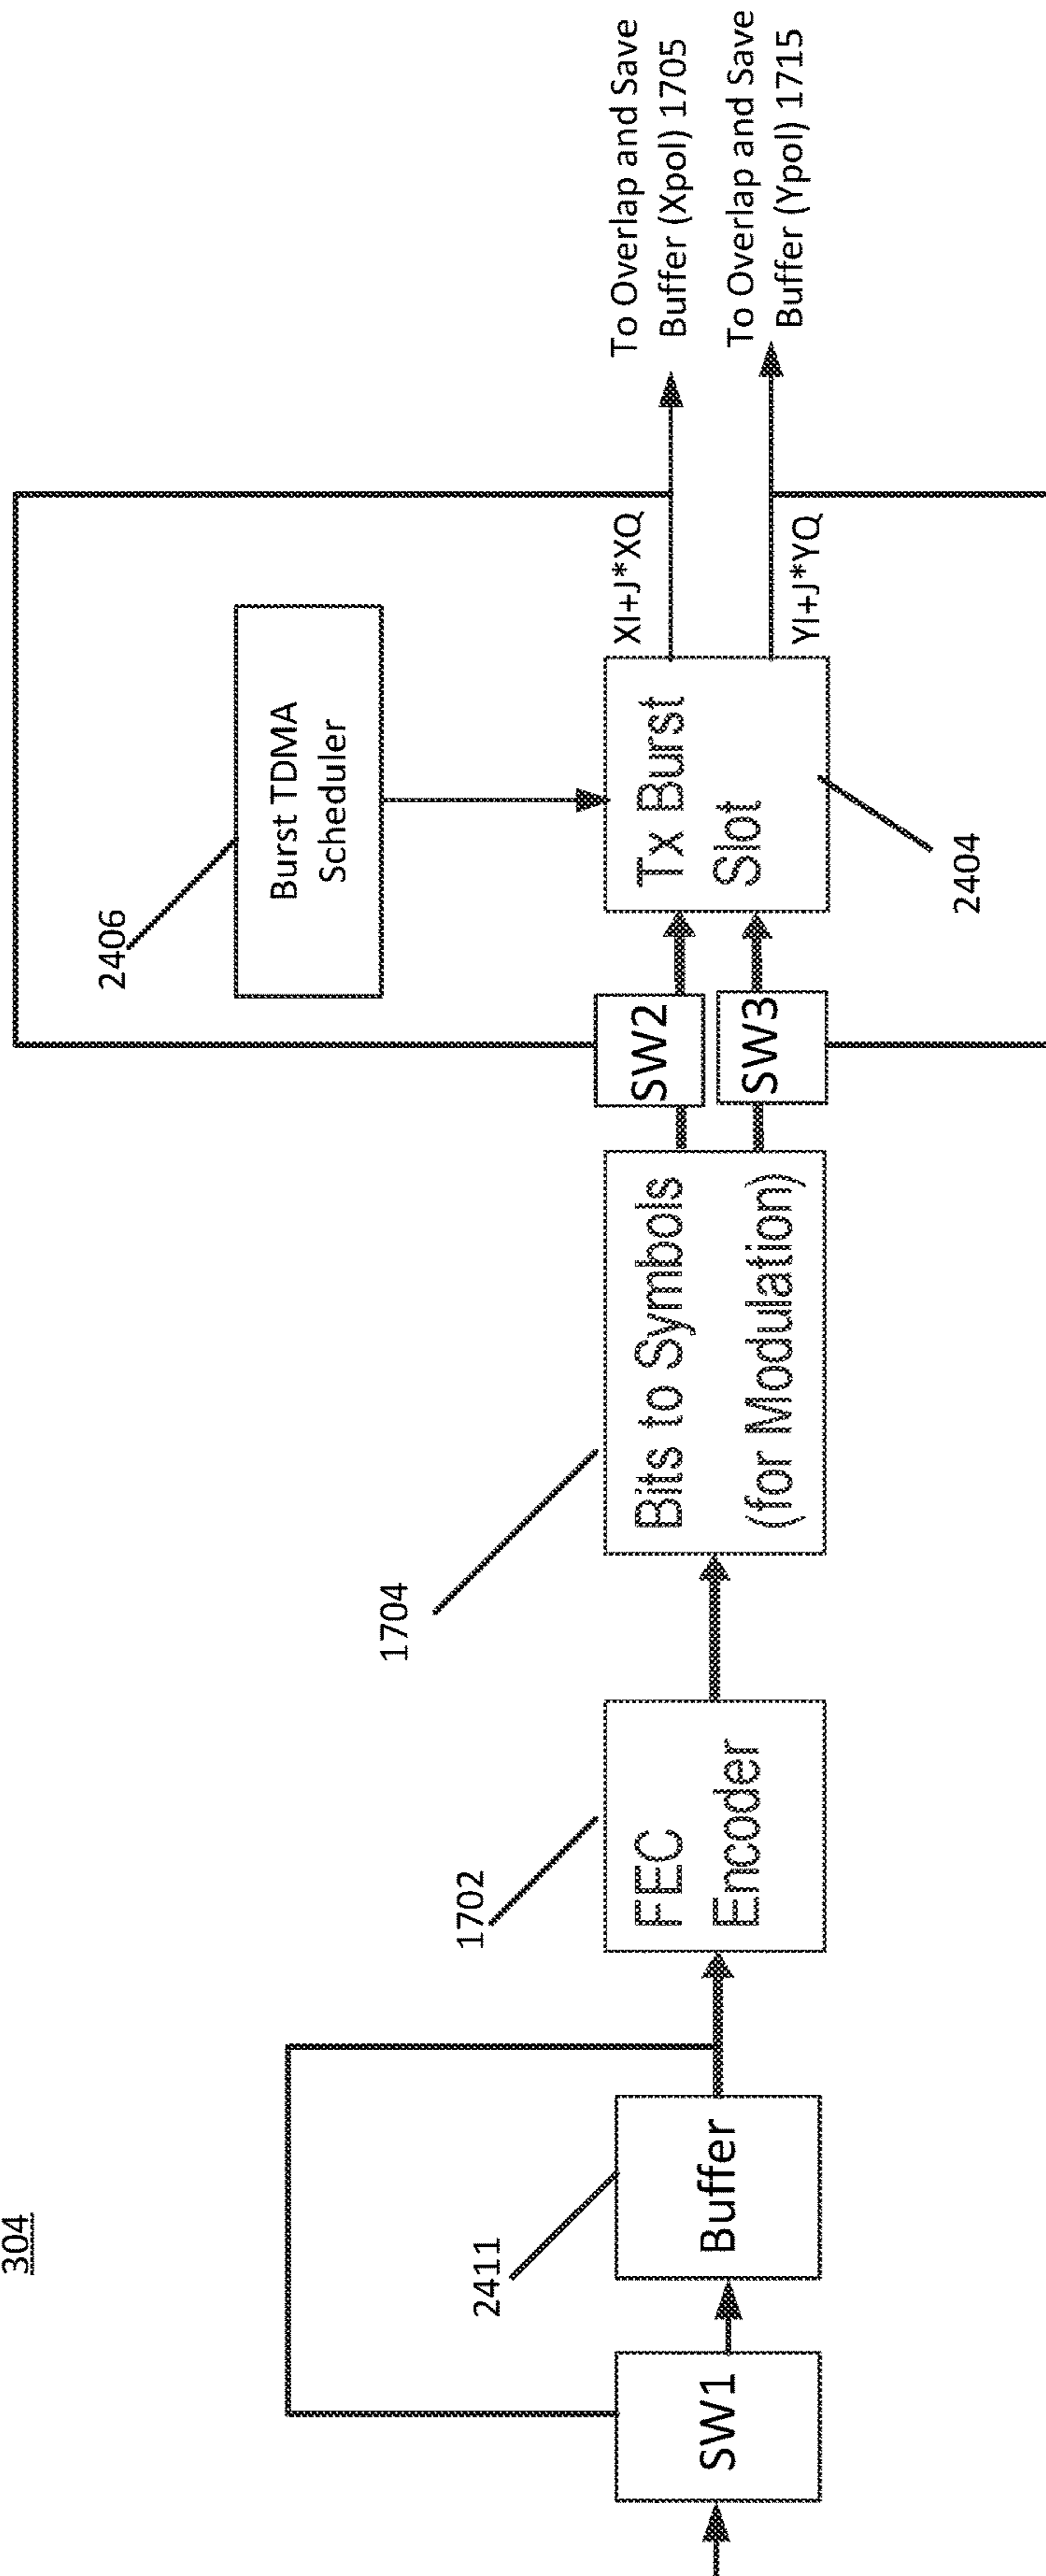 304
SW1
2411
Buffer
1702
FEC
Encoder
1704
Bits to Symbols
(for Modulation)
SW2
SW3
2406
Burst TDMA
Scheduler
Tx Burst
Slot
2404
XI+J*XQ
YI+J*YQ
To Overlap and Save
Buffer (Xpol) 1705
To Overlap and Save
Buffer (Ypol) 1715